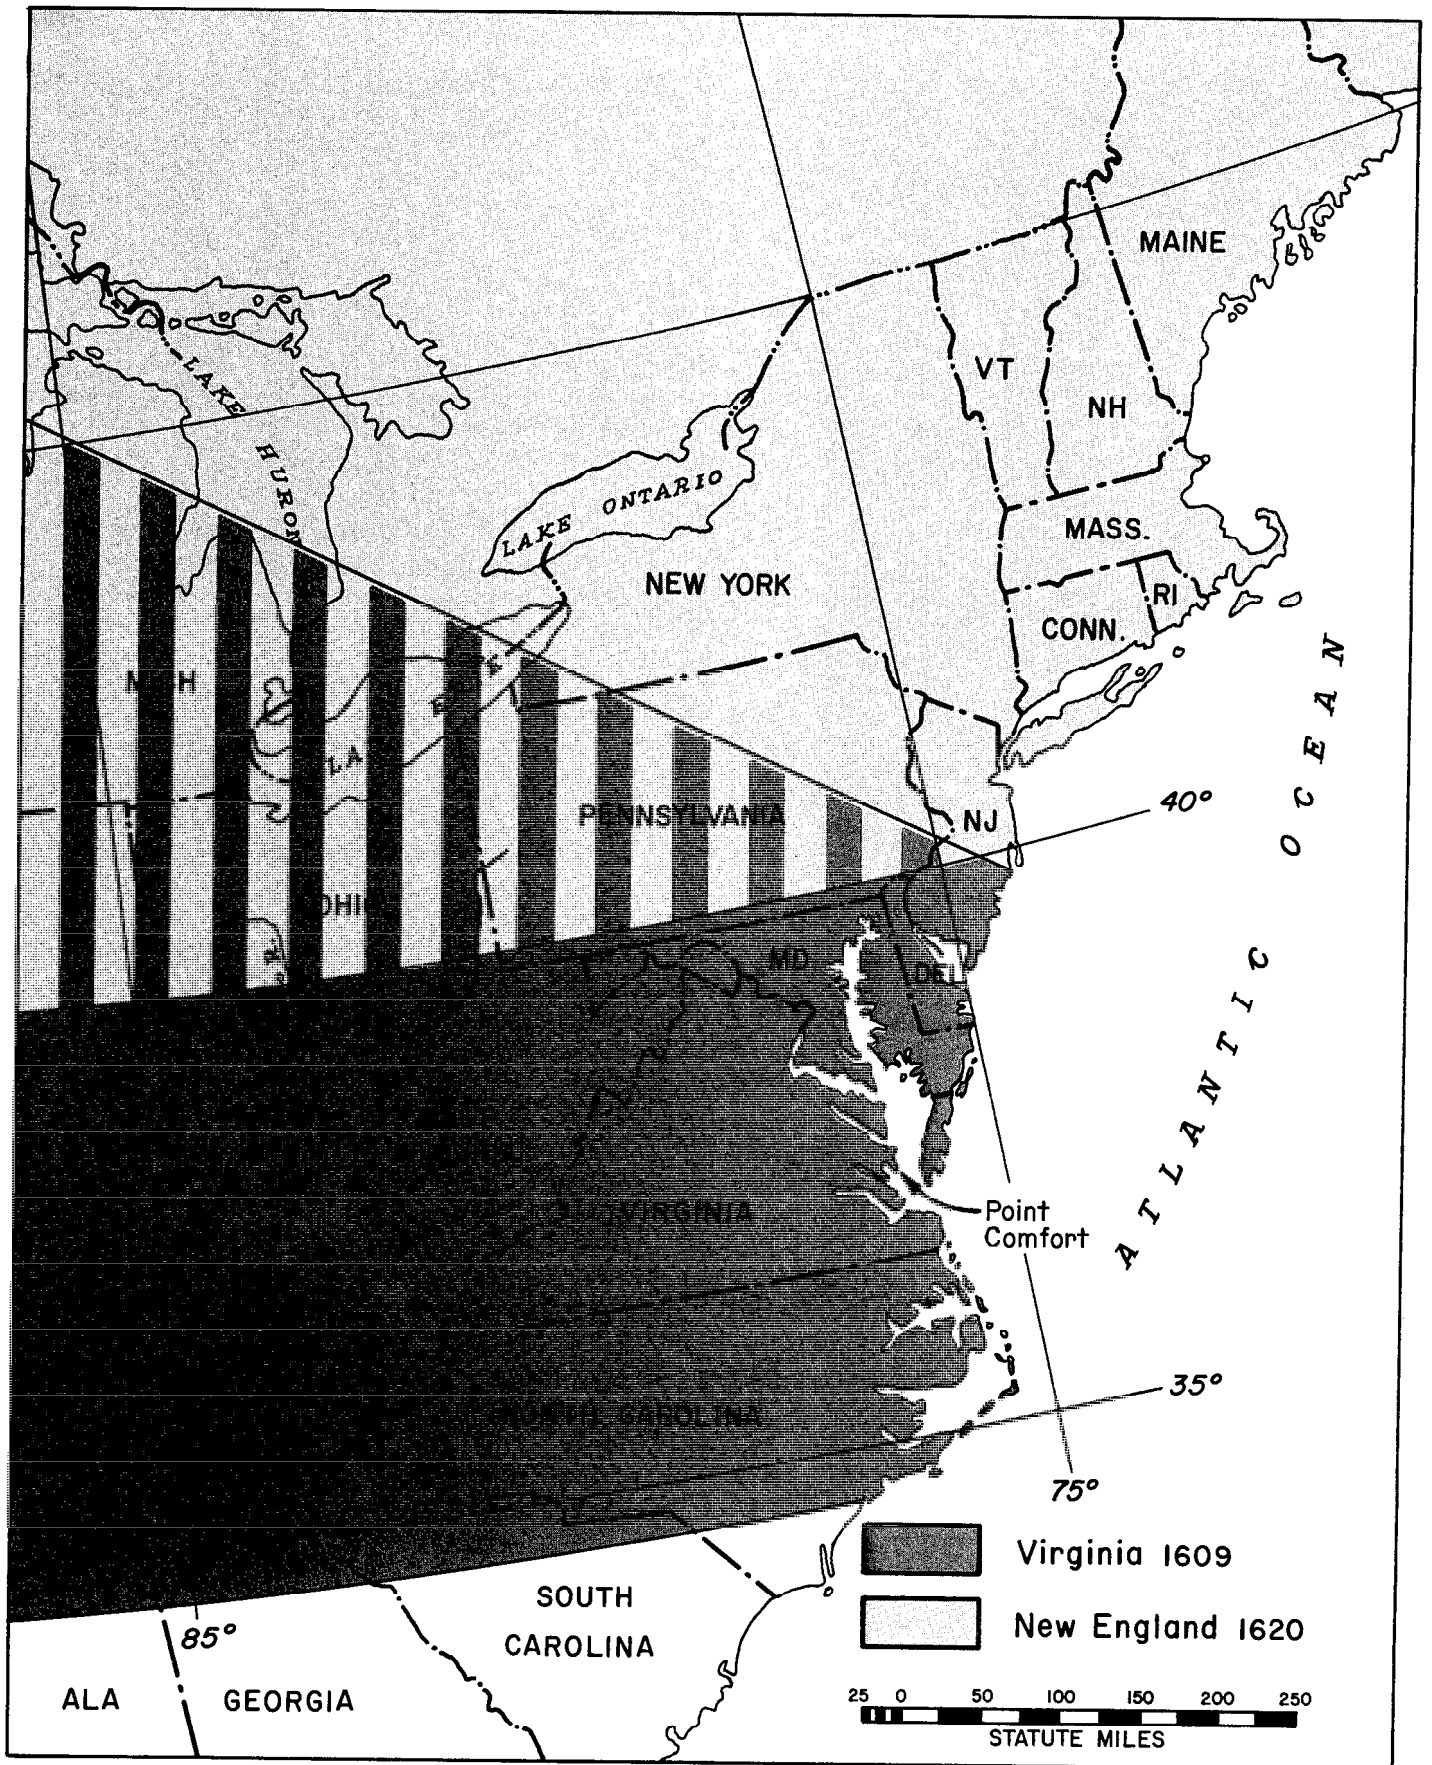 MAINE
VT
NH
LAKE
HURON
LAKE ONTARIO
MASS.
NEW YORK
RI
CONN.
PENNSYLVANIA
NJ
40°
MD
DEL
ATLANTIC OCEAN
VIRGINIA
Point
Comfort
35°
CAROLINA
75°
Virginia 1609
SOUTH
CAROLINA
New England 1620
85°
ALA
GEORGIA
25 0 50 100 150 200 250
STATUTE MILES